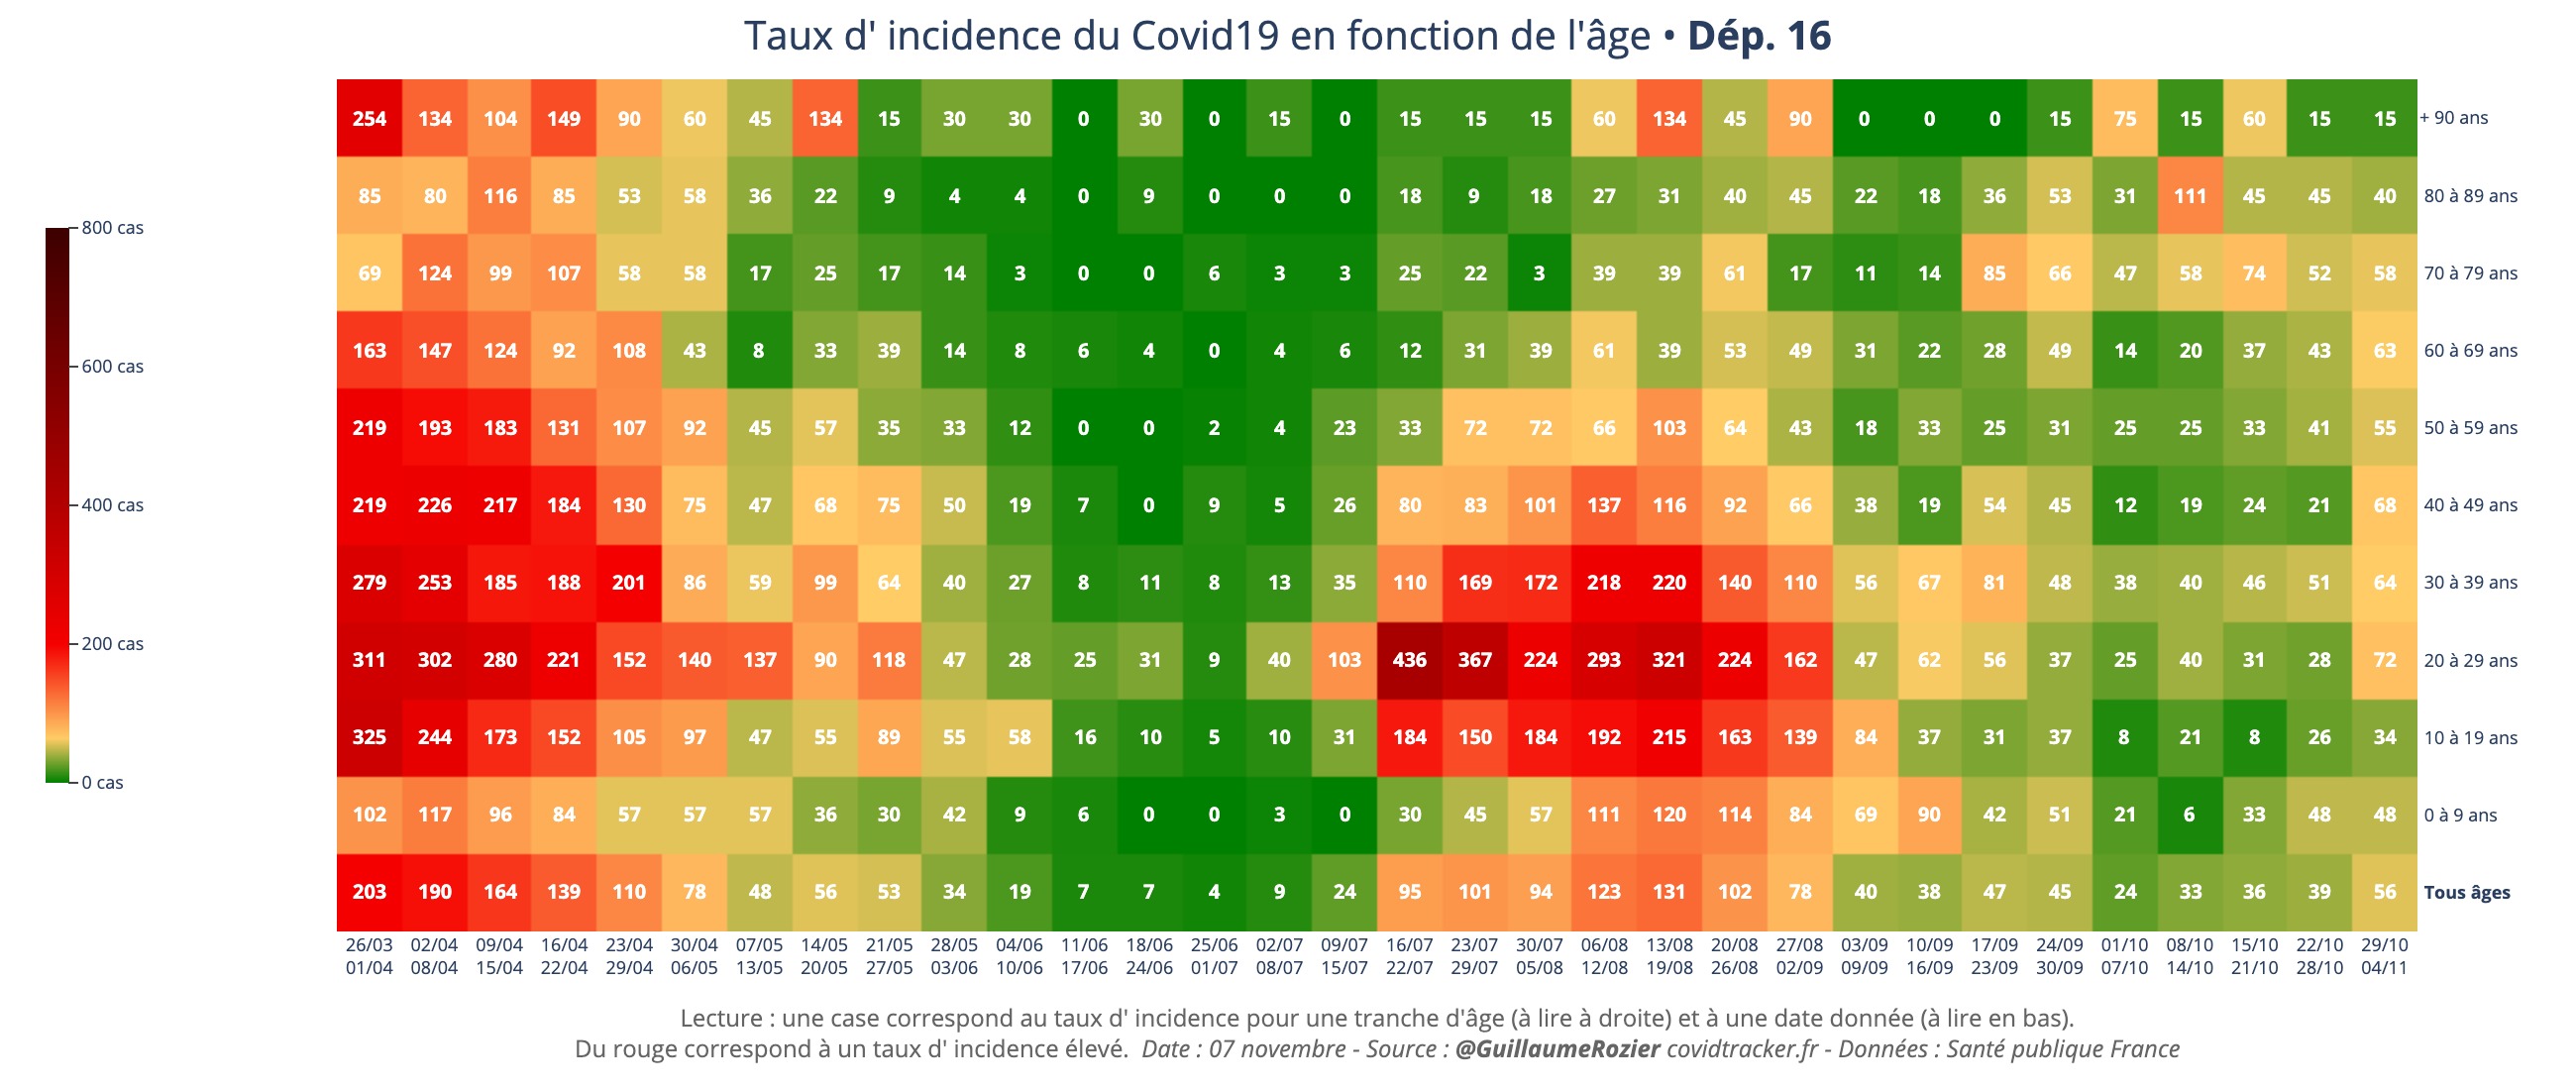 Taux d' incidence du Covid19 en fonction de l'âge • Dép. 16
800 cas
600 cas
400 cas
200 cas
0 cas
254 134 104 149 90 60 45 134 15 30 30 0 30 0 15 0 15 15 15 60 134 45 90 0 0 0 15 75 15 60 15 15 + 90 ans
85 80 116 85 53 58 36 22 9 4 4 0 9 0 0 0 18 9 18 27 31 40 45 22 18 36 53 31 111 45 45 40 80 à 89 ans
69 124 99 107 58 58 17 25 17 14 3 0 0 6 3 3 25 22 3 39 39 61 17 11 14 85 66 47 58 74 52 58 70 à 79 ans
163 147 124 92 108 43 8 33 39 14 8 6 4 0 4 6 12 31 39 61 39 53 49 31 22 28 49 14 20 37 43 63 60 à 69 ans
219 193 183 131 107 92 45 57 35 33 12 0 0 2 4 23 33 72 72 66 103 64 43 18 33 25 31 25 25 33 41 55 50 à 59 ans
219 226 217 184 130 75 47 68 75 50 19 7 0 9 5 26 80 83 101 137 116 92 66 38 19 54 45 12 19 24 21 68 40 à 49 ans
279 253 185 188 201 86 59 99 64 40 27 8 11 8 13 35 110 169 172 218 220 140 110 56 67 81 48 38 40 46 51 64 30 à 39 ans
311 302 280 221 152 140 137 90 118 47 28 25 31 9 40 103 436 367 224 293 321 224 162 47 62 56 37 25 40 31 28 72 20 à 29 ans
325 244 173 152 105 97 47 55 89 55 58 16 10 5 10 31 184 150 184 192 215 163 139 84 37 31 37 8 21 8 26 34 10 à 19 ans
102 117 96 84 57 57 57 36 30 42 9 6 0 0 3 0 30 45 57 111 120 114 84 69 90 42 51 21 6 33 48 48 0 à 9 ans
203 190 164 139 110 78 48 56 53 34 19 7 7 4 9 24 95 101 94 123 131 102 78 40 38 47 45 24 33 36 39 56 Tous âges
26/03 02/04 09/04 16/04 23/04 30/04 07/05 14/05 21/05 28/05 04/06 11/06 18/06 25/06 02/07 09/07 16/07 23/07 30/07 06/08 13/08 20/08 27/08 03/09 10/09 17/09 24/09 01/10 08/10 15/10 22/10 29/10
01/04 08/04 15/04 22/04 29/04 06/05 13/05 20/05 27/05 03/06 10/06 17/06 24/06 01/07 08/07 15/07 22/07 29/07 05/08 12/08 19/08 26/08 02/09 09/09 16/09 23/09 30/09 07/10 14/10 21/10 28/10 04/11
Lecture : une case correspond au taux d' incidence pour une tranche d'âge (à lire à droite) et à une date donnée (à lire en bas).
Du rouge correspond à un taux d' incidence élevé. Date : 07 novembre - Source : @GuillaumeRozier covidtracker.fr - Données : Santé publique France